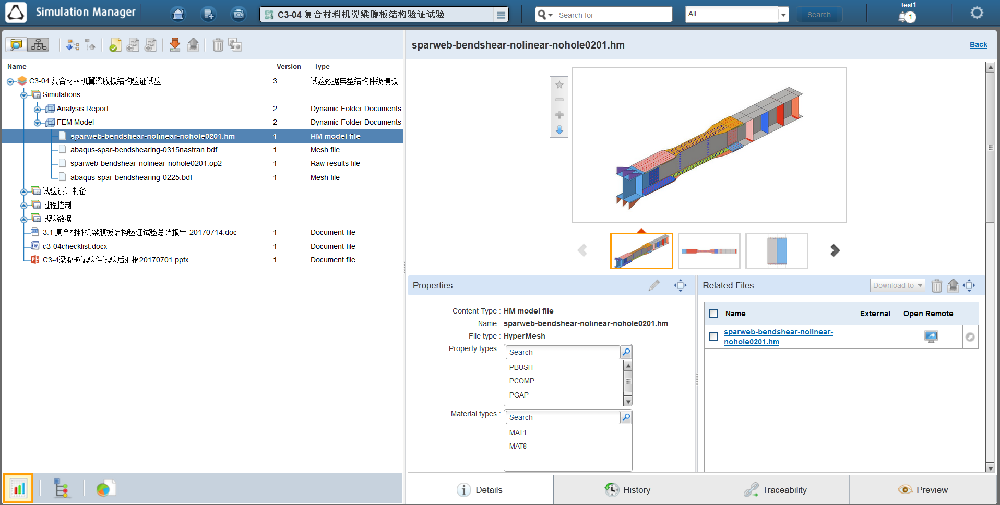 Simulation Manager
C3-04 复合材料机翼梁腹板结构验证试验
Search for
All
Search
test1
1
Name Version Type
C3-04 复合材料机翼梁腹板结构验证试验 3 试验数据典型结构件级模板
Simulations
Analysis Report 2 Dynamic Folder Documents
FEM Model 2 Dynamic Folder Documents
sparweb-bendshear-nolinear-nohole0201.hm 1 HM model file
abaqus-spar-bendshearing-0315nastran.bdf 1 Mesh file
sparweb-bendshear-nolinear-nohole0201.op2 1 Raw results file
abaqus-spar-bendshearing-0225.bdf 1 Mesh file
试验设计制备
过程控制
试验数据
3.1 复合材料机梁腹板结构验证试验总结报告-20170714.doc 1 Document file
c3-04checklist.docx 1 Document file
C3-4梁腹板试验件试验后汇报20170701.pptx 1 Document file
sparweb-bendshear-nolinear-nohole0201.hm
Back
Properties
Content Type : HM model file
Name : sparweb-bendshear-nolinear-nohole0201.hm
File type : HyperMesh
Property types :
Search
PBUSH
PCOMP
PGAP
Material types :
Search
MAT1
MAT8
Related Files
Download to
Name External Open Remote
sparweb-bendshear-nolinear-
nohole0201.hm
Details
History
Traceability
Preview